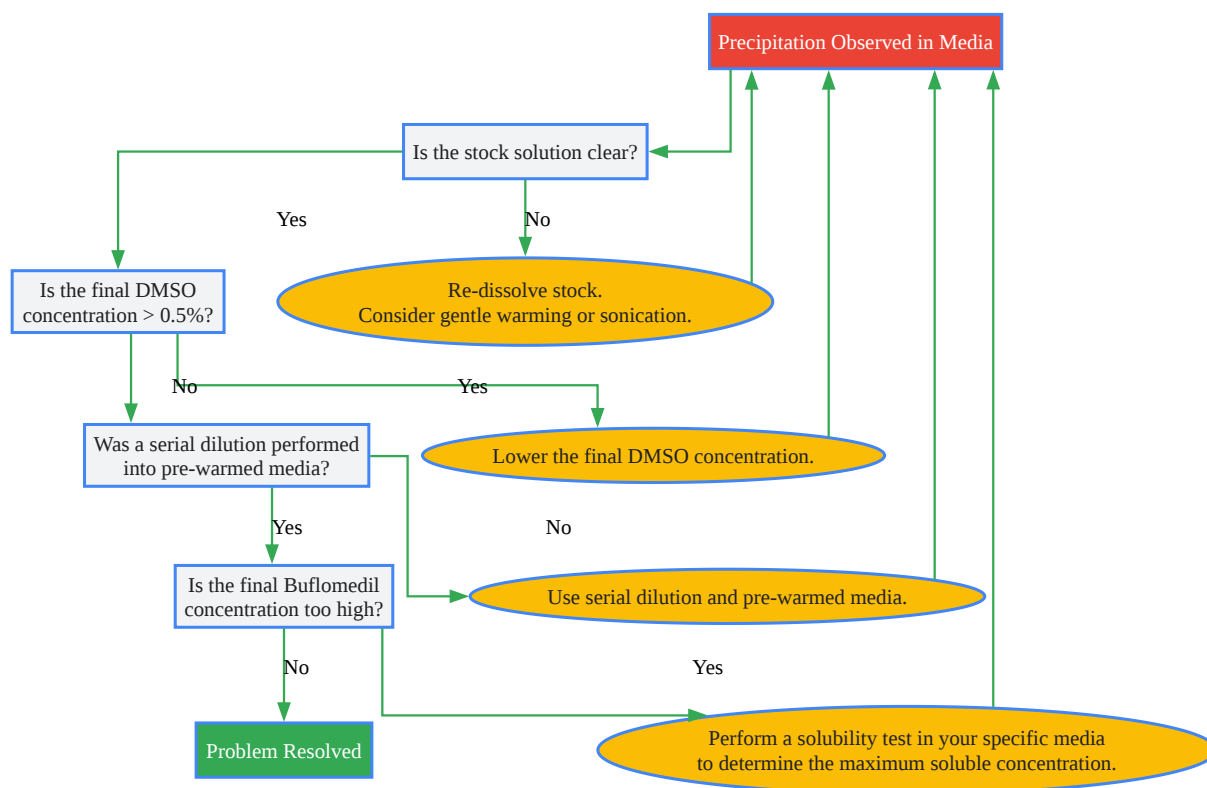 Precipitation Observed in Media
Is the stock solution clear?
Yes
No
Is the final DMSO
concentration > 0.5%?
Re-dissolve stock.
Consider gentle warming or sonication.
No
Yes
Was a serial dilution performed
into pre-warmed media?
Lower the final DMSO concentration.
Yes
No
Is the final Buflomedil
concentration too high?
Use serial dilution and pre-warmed media.
No
Yes
Problem Resolved
Perform a solubility test in your specific media
to determine the maximum soluble concentration.